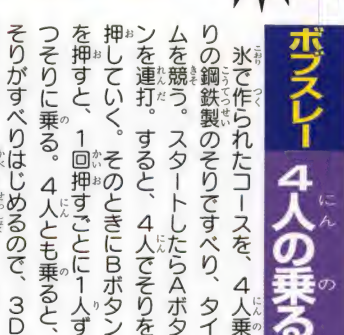 ボブスレー 4人の乗る
氷で作られたコースを、4人乗
りの鋼鉄製のそりですべり、タイ
ムを競う。スタートしたらAボタ
ンを連打。すると、4人でそりを
押していく。そのときにBボタン
を押すと、1回押すごとに1人ず
つそりに乗る。4人とも乗ると、
そりがすべりはじめるので、3D